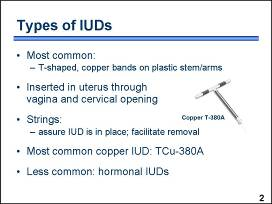 Types of IUDs
• Most common:
– T-shaped, copper bands on plastic stem/arms
• Inserted in uterus through
vagina and cervical opening
Copper T-380A
• Strings:
– assure IUD is in place; facilitate removal
• Most common copper IUD: TCu-380A
• Less common: hormonal IUDs
2